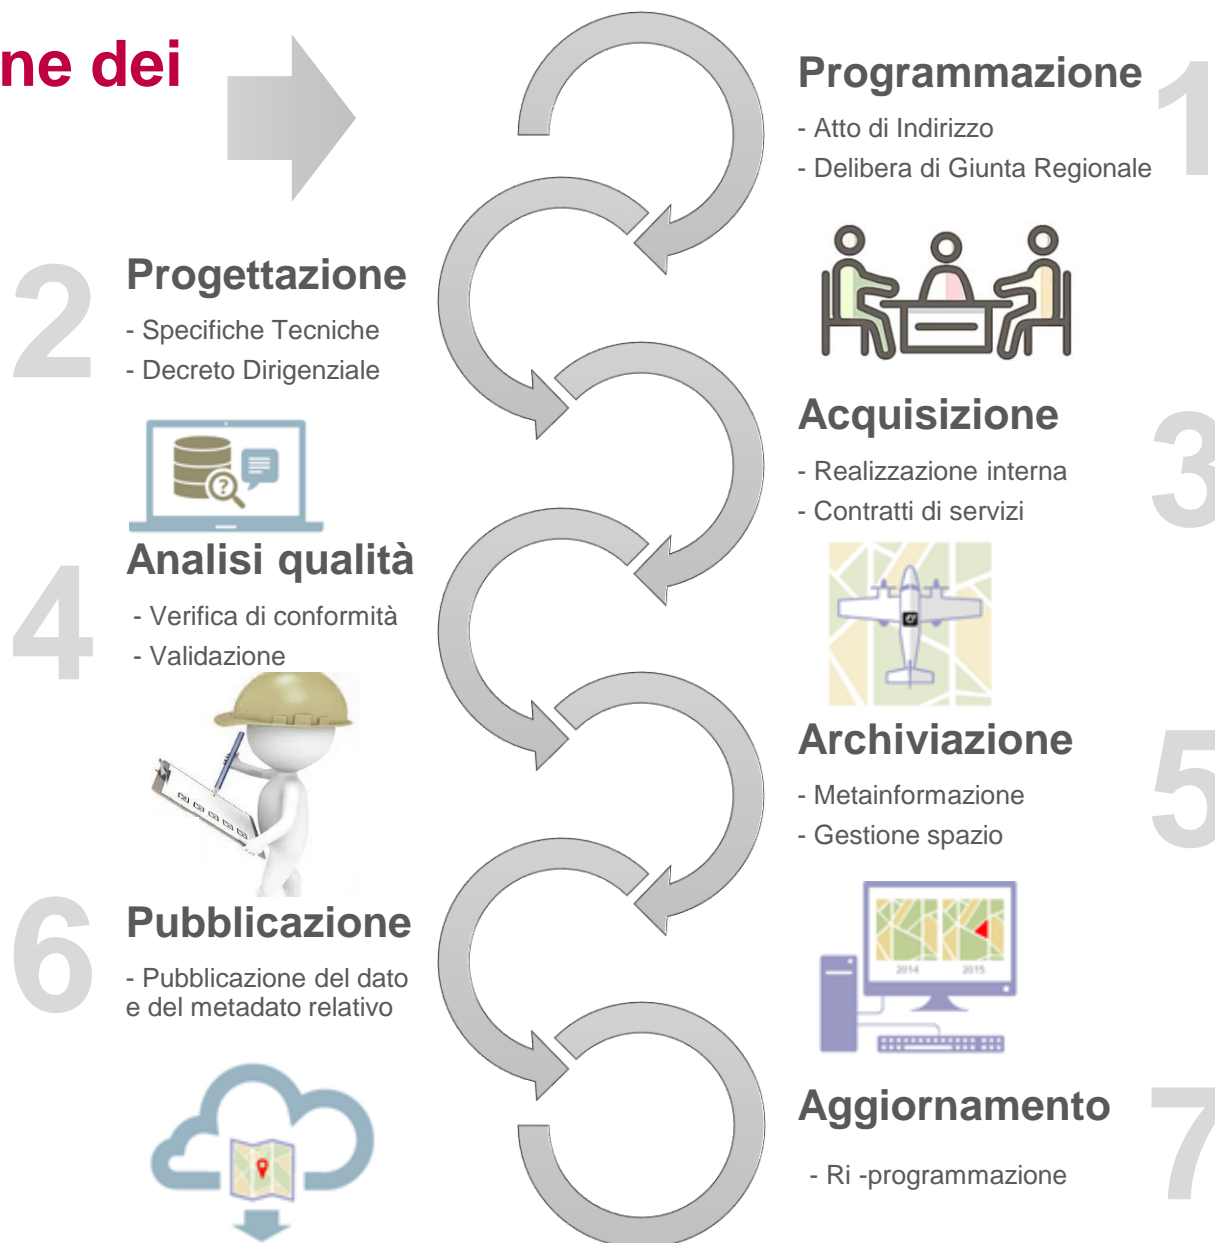 ne dei
1
Programmazione
- Atto di Indirizzo
- Delibera di Giunta Regionale
2
Progettazione
- Specifiche Tecniche
- Decreto Dirigenziale
3
Acquisizione
- Realizzazione interna
- Contratti di servizi
4
Analisi qualità
- Verifica di conformità
- Validazione
5
Archiviazione
- Metainformazione
- Gestione spazio
2014 2015
6
Pubblicazione
- Pubblicazione del dato
e del metadato relativo
7
Aggiornamento
- Ri -programmazione